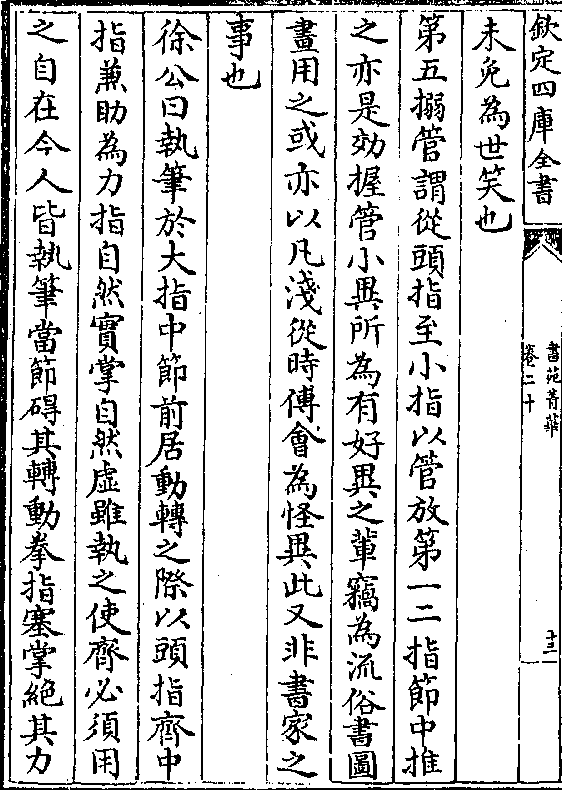 欽定四庫全書
書苑菁華
卷二十
十三
未免為世笑也
第五搦管謂從頭指至小指以管放第一二指節中推
之亦是效握管小異所為有好異之輩竊為流俗書圖
畫用之或亦以凡淺從時傅會為怪異此又非書家之
事也
徐公曰執筆於大指中節前居動轉之際以頭指齊中
指兼助為力指自然實掌自然虛雖執之使齊必須用
之自在今人皆執筆當節碍其轉動拳指塞掌絕其力